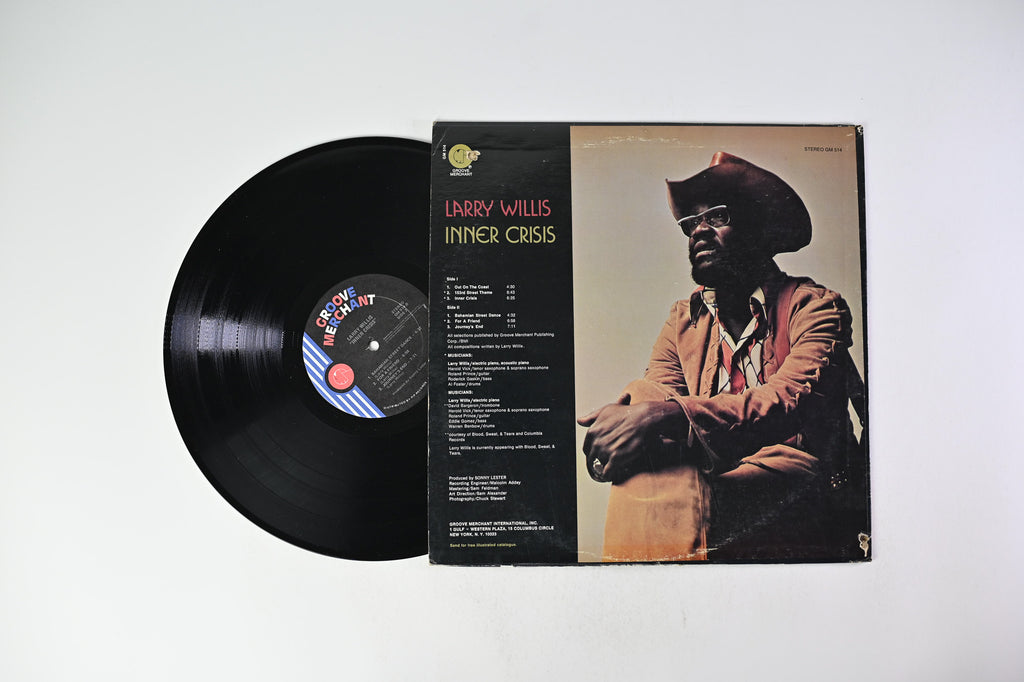 GROOVE
MERCHANT
LARRY WILLIS
INNER CRISIS
GM 514
GROOVE
MERCHANT
LARRY WILLIS
INNER CRISIS
Side I
1. Out On The Coast 4:30
* 2. 153rd Street Theme 5:43
* 3. Inner Crisis 6:25
Side II
1. Bahamian Street Dance 4:32
* 2. For A Friend 5:58
3. Journey's End 7:11
All selections published by Groove Merchant Publishing
Corp./BMI
All compositions written by Larry Willis.
* MUSICIANS:
Larry Willis/electric piano, acoustic piano
Harold Vick/tenor saxophone & soprano saxophone
Roland Prince/guitar
Roderick Gaskin/bass
Al Foster/drums
MUSICIANS:
Larry Willis/electric piano
**David Bargeron/trombone
Harold Vick/tenor saxophone & soprano saxophone
Roland Prince/guitar
Eddie Gomez/bass
Warren Benbow/drums
**courtesy of Blood, Sweat, & Tears and Columbia
Records
Larry Willis is currently appearing with Blood, Sweat, &
Tears.
Produced by SONNY LESTER
Recording Engineer/Malcolm Addey
Mastering/Sam Feldman
Art Direction/Sam Alexander
Photography/Chuck Stewart
GROOVE MERCHANT INTERNATIONAL, INC.
1 GULF - WESTERN PLAZA, 15 COLUMBUS CIRCLE
NEW YORK, N. Y. 10023
Send for free illustrated catalogue.
STEREO GM 514